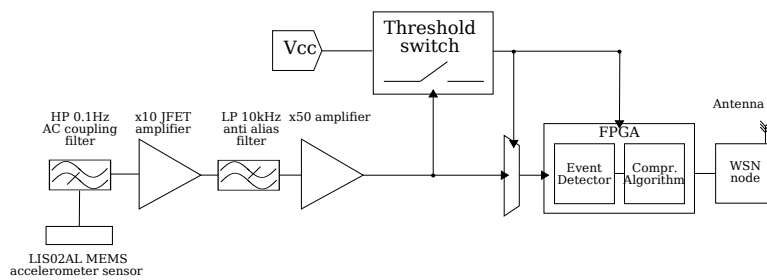 Threshold
switch
Vcc
HP 0.1Hz
AC coupling
filter
x10 JFET
amplifier
LP 10kHz
anti alias
filter
x50 amplifier
Antenna
FPGA
Event
Detector
Compr.
Algorithm
WSN
node
LIS02AL MEMS
accelerometer sensor